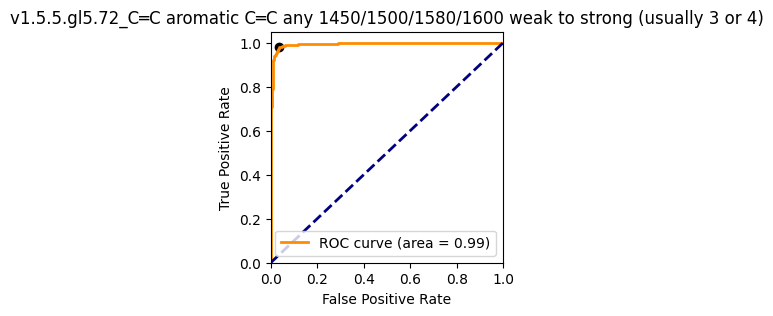 v1.5.5.gl5.72_C═C aromatic C═C any 1450/1500/1580/1600 weak to strong (usually 3 or 4)
1.0
0.8
0.6
0.4
0.2
0.0
True Positive Rate
ROC curve (area = 0.99)
0.0 0.2 0.4 0.6 0.8 1.0
False Positive Rate